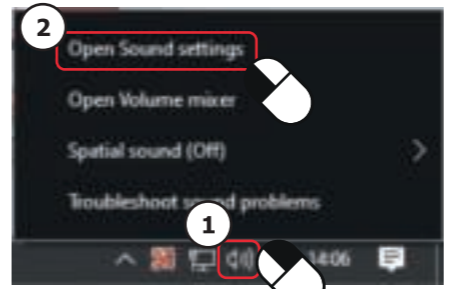 2
Open Sound settings
Open Volume mixer
Spatial sound (Off)
Troubleshoot sound problems
1
14:06